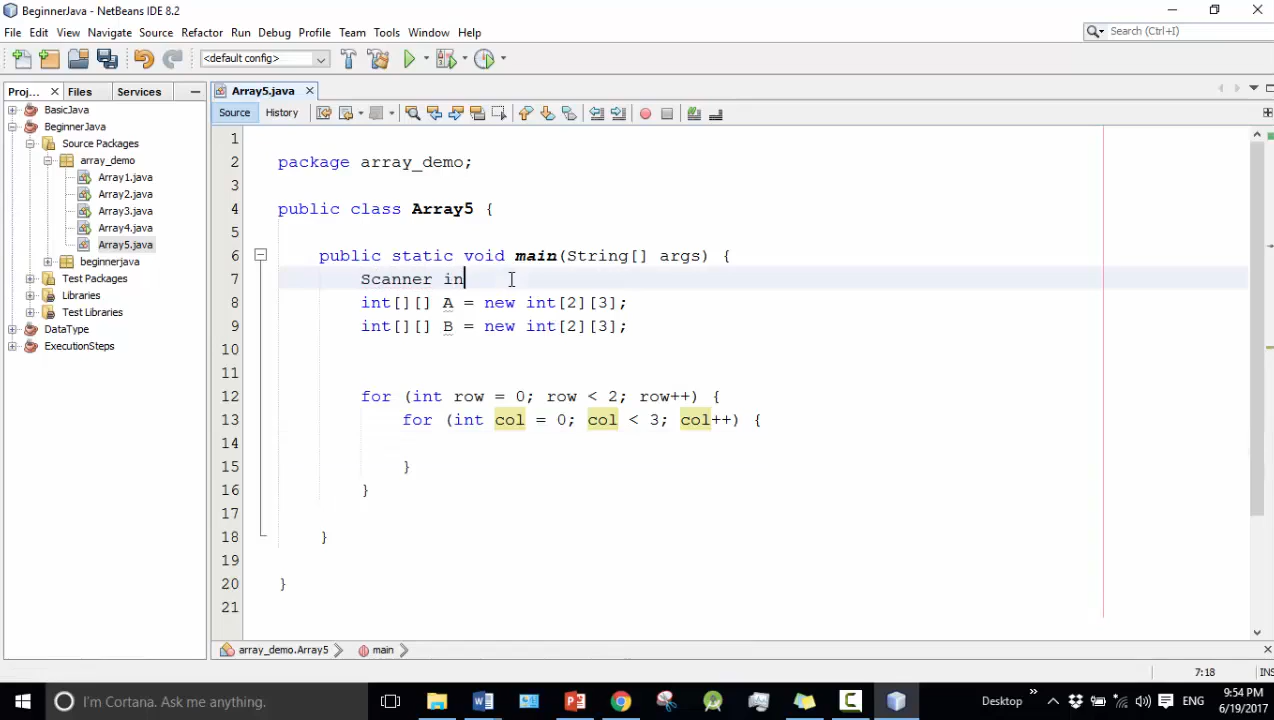 BeginnerJava - NetBeans IDE 8.2
File Edit View Navigate Source Refactor Run Debug Profile Team Tools Window Help
Search (Ctrl+I)
<default config>
Proj... Files Services
Array5.java
Source History
BasicJava
BeginnerJava
Source Packages
array_demo
Array1.java
Array2.java
Array3.java
Array4.java
Array5.java
beginnerjava
Test Packages
Libraries
Test Libraries
DataType
ExecutionSteps
1
2 package array_demo;
3
4 public class Array5 {
5
6 public static void main(String[] args) {
7 Scanner in
8 int[][] A = new int[2][3];
9 int[][] B = new int[2][3];
10
11
12 for (int row = 0; row < 2; row++) {
13 for (int col = 0; col < 3; col++) {
14
15 }
16 }
17
18 }
19
20 }
21
array_demo.Array5 main
7:18 INS
I'm Cortana. Ask me anything.
Desktop ENG
9:54 PM
6/19/2017